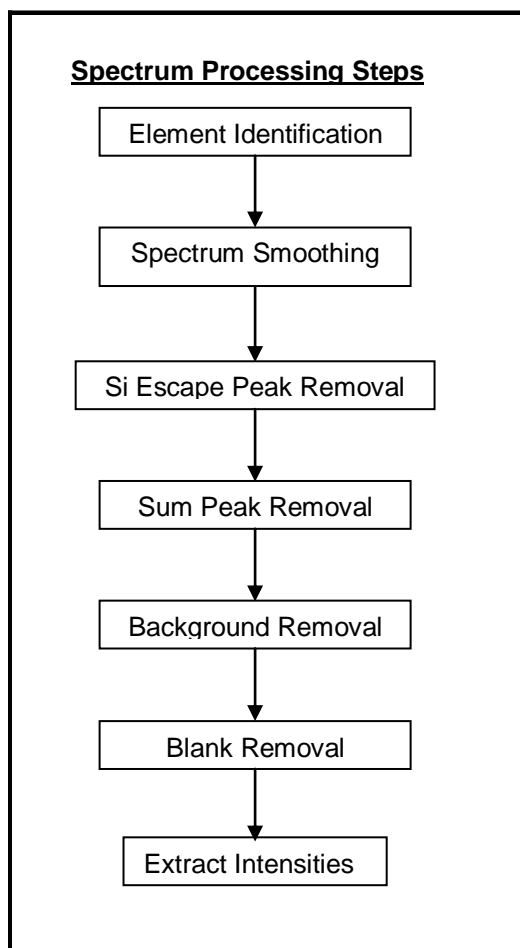 Spectrum Processing Steps
Element Identification
Spectrum Smoothing
Si Escape Peak Removal
Sum Peak Removal
Background Removal
Blank Removal
Extract Intensities